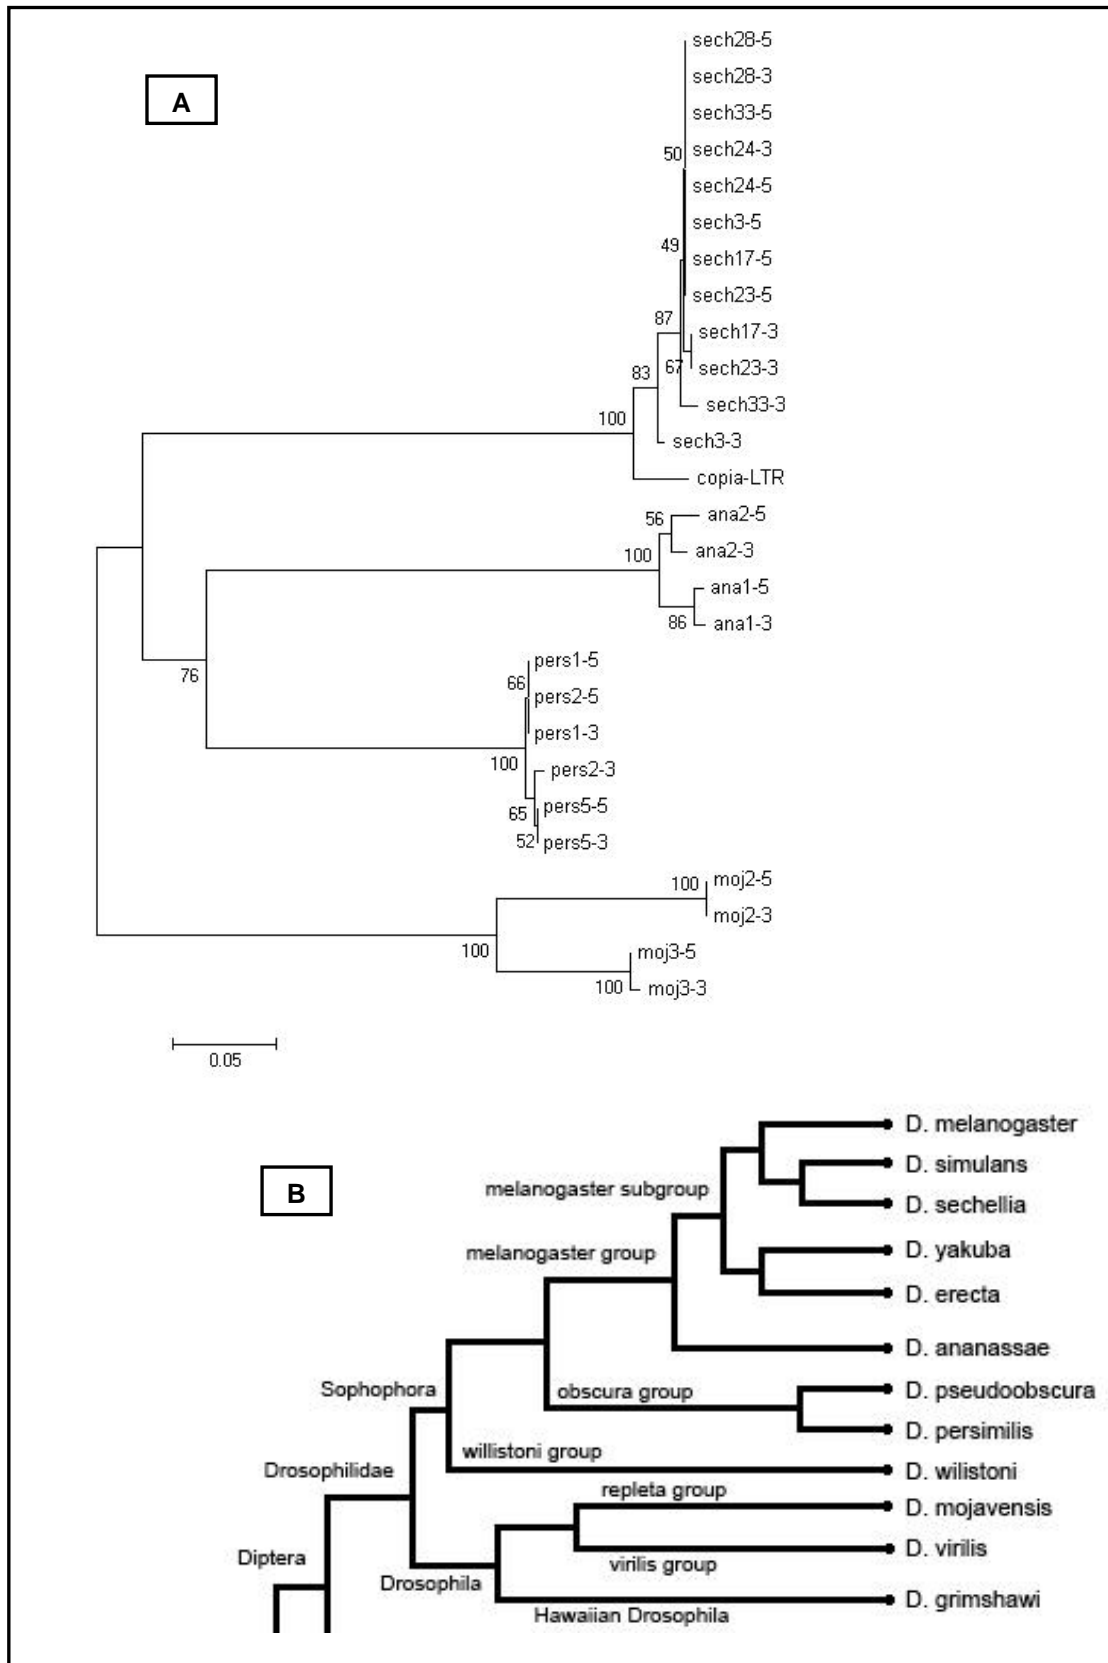 A
sech28-5
sech28-3
sech33-5
50
sech24-3
sech24-5
sech3-5
49
sech17-5
sech23-5
87
sech17-3
67
sech23-3
83
sech33-3
100
sech3-3
copia-LTR
56
ana2-5
100
ana2-3
ana1-5
86
ana1-3
76
pers1-5
66
pers2-5
pers1-3
100
pers2-3
65
pers5-5
52
pers5-3
100
moj2-5
moj2-3
100
moj3-5
100
moj3-3
0.05
B
D. melanogaster
D. simulans
melanogaster subgroup
D. sechellia
melanogaster group
D. yakuba
D. erecta
D. ananassae
Sophophora
obscura group
D. pseudoobscura
D. persimilis
willistoni group
Drosophilidae
D. wilistoni
repleta group
D. mojavensis
Diptera
D. virilis
virilis group
Drosophila
D. grimshawi
Hawaiian Drosophila